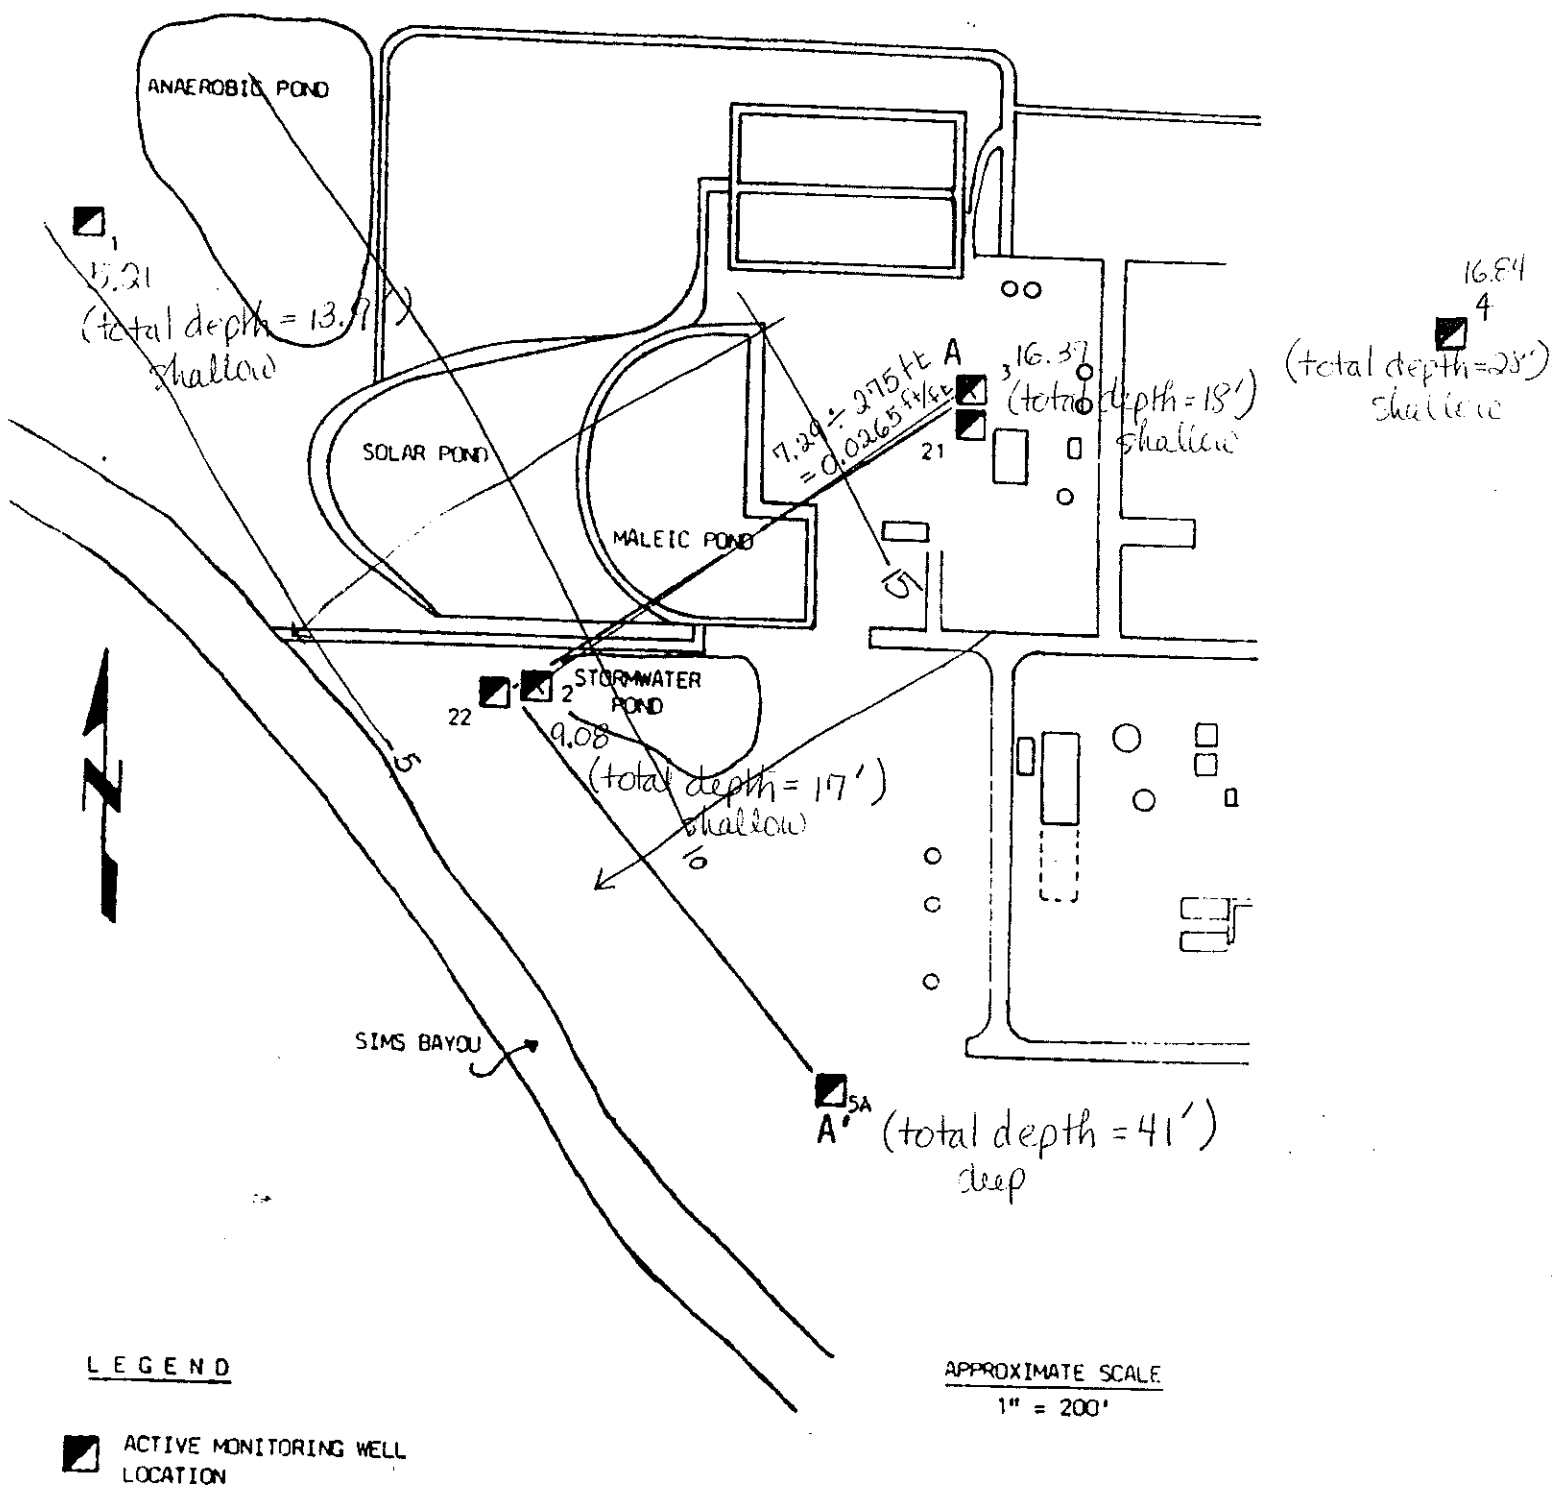 ANAEROBIC POND
1
5.21
(total depth = 13.9')
shallow
16.84
4
(total depth=28')
shallow
A
3 16.37
(total depth = 18')
shallow
21
7.29 ÷ 275 ft
= 0.0265 ft/ft
SOLAR POND
MALEIC POND
15
STORMWATER
POND
2
22
9.08
(total depth = 17')
shallow
5
10
N
SIMS BAYOU
5A
A' (total depth = 41')
deep
LEGEND
ACTIVE MONITORING WELL
LOCATION
APPROXIMATE SCALE
1" = 200'